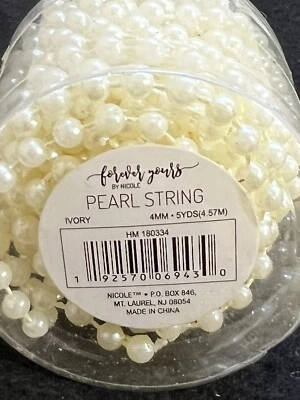 forever yours
BY NICOLE
PEARL STRING
IVORY 4MM • 5YDS(4.57M)
HM 180334
1 92570 06943 0
NICOLE™ • P.O. BOX 846,
MT. LAUREL, NJ 08054
MADE IN CHINA